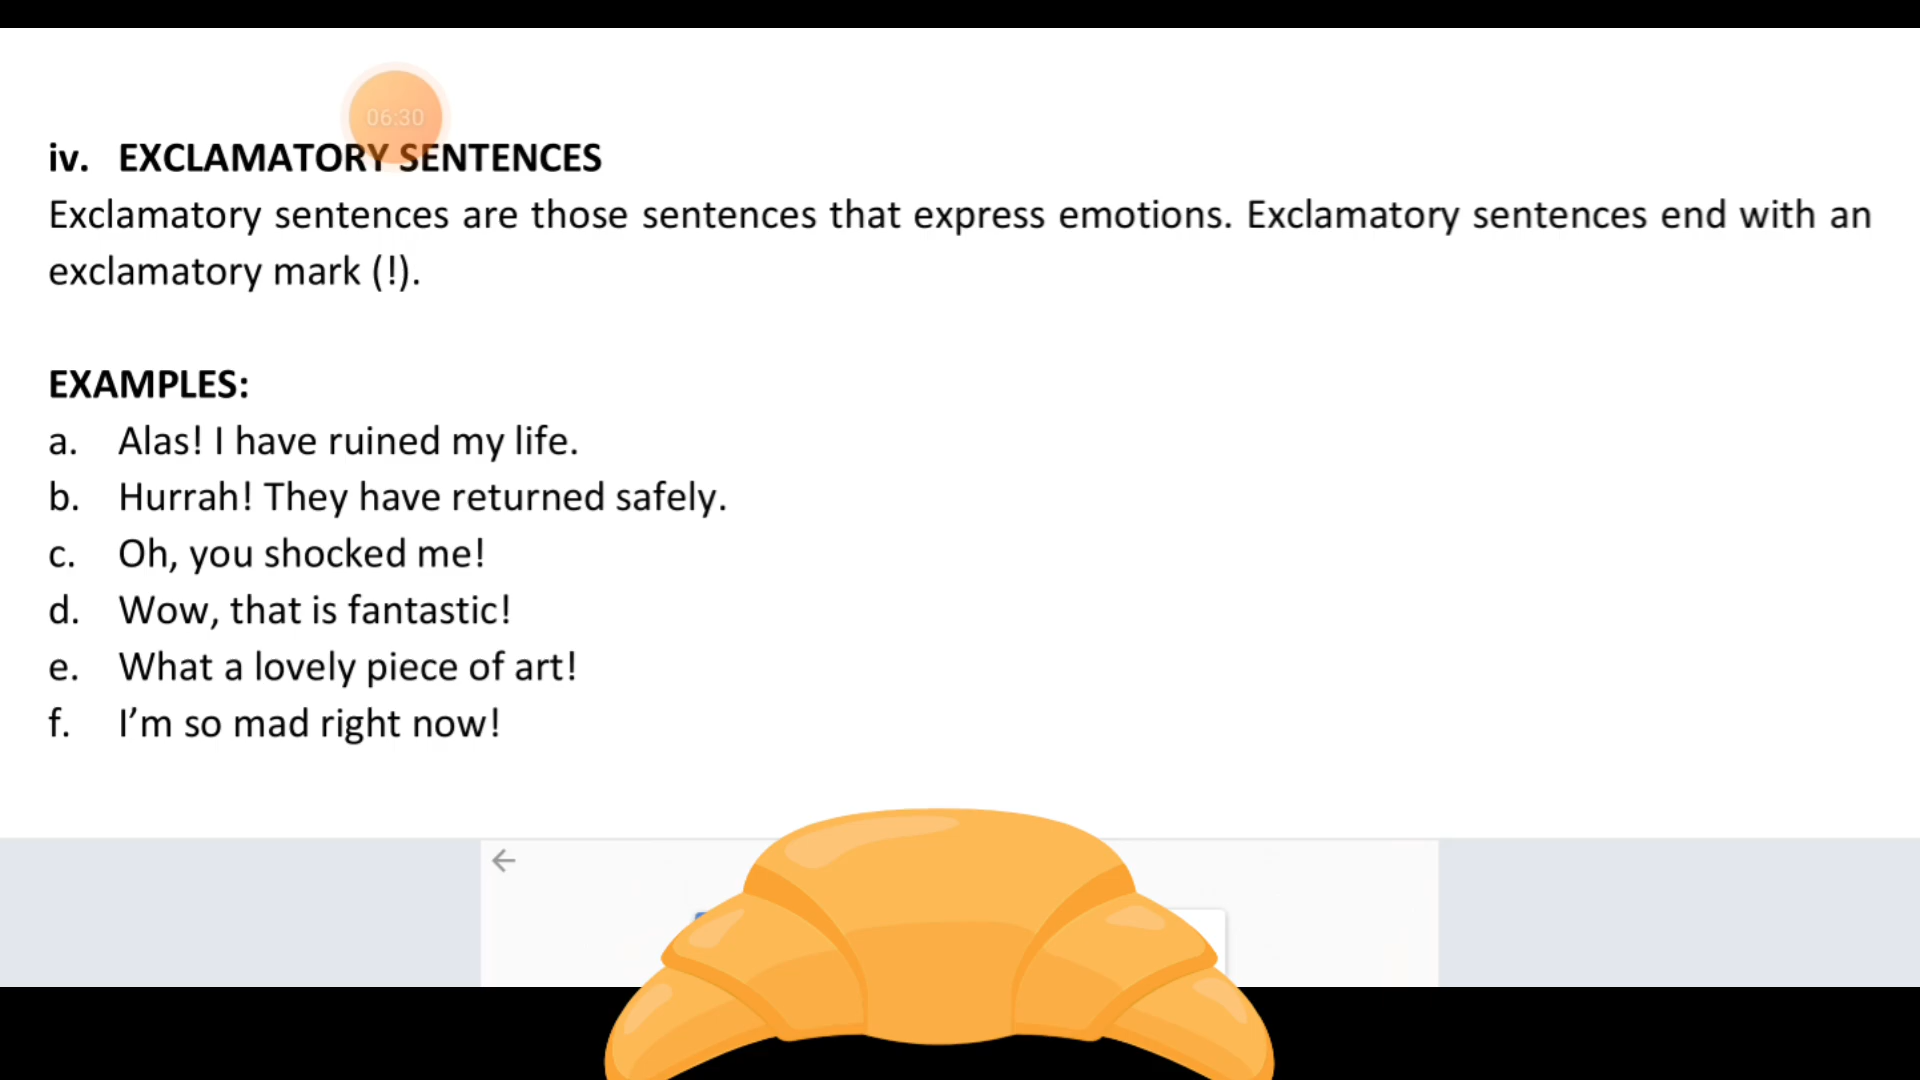 06:30
iv. EXCLAMATORY SENTENCES
Exclamatory sentences are those sentences that express emotions. Exclamatory sentences end with an
exclamatory mark (!).
EXAMPLES:
a. Alas! I have ruined my life.
b. Hurrah! They have returned safely.
c. Oh, you shocked me!
d. Wow, that is fantastic!
e. What a lovely piece of art!
f. I’m so mad right now!